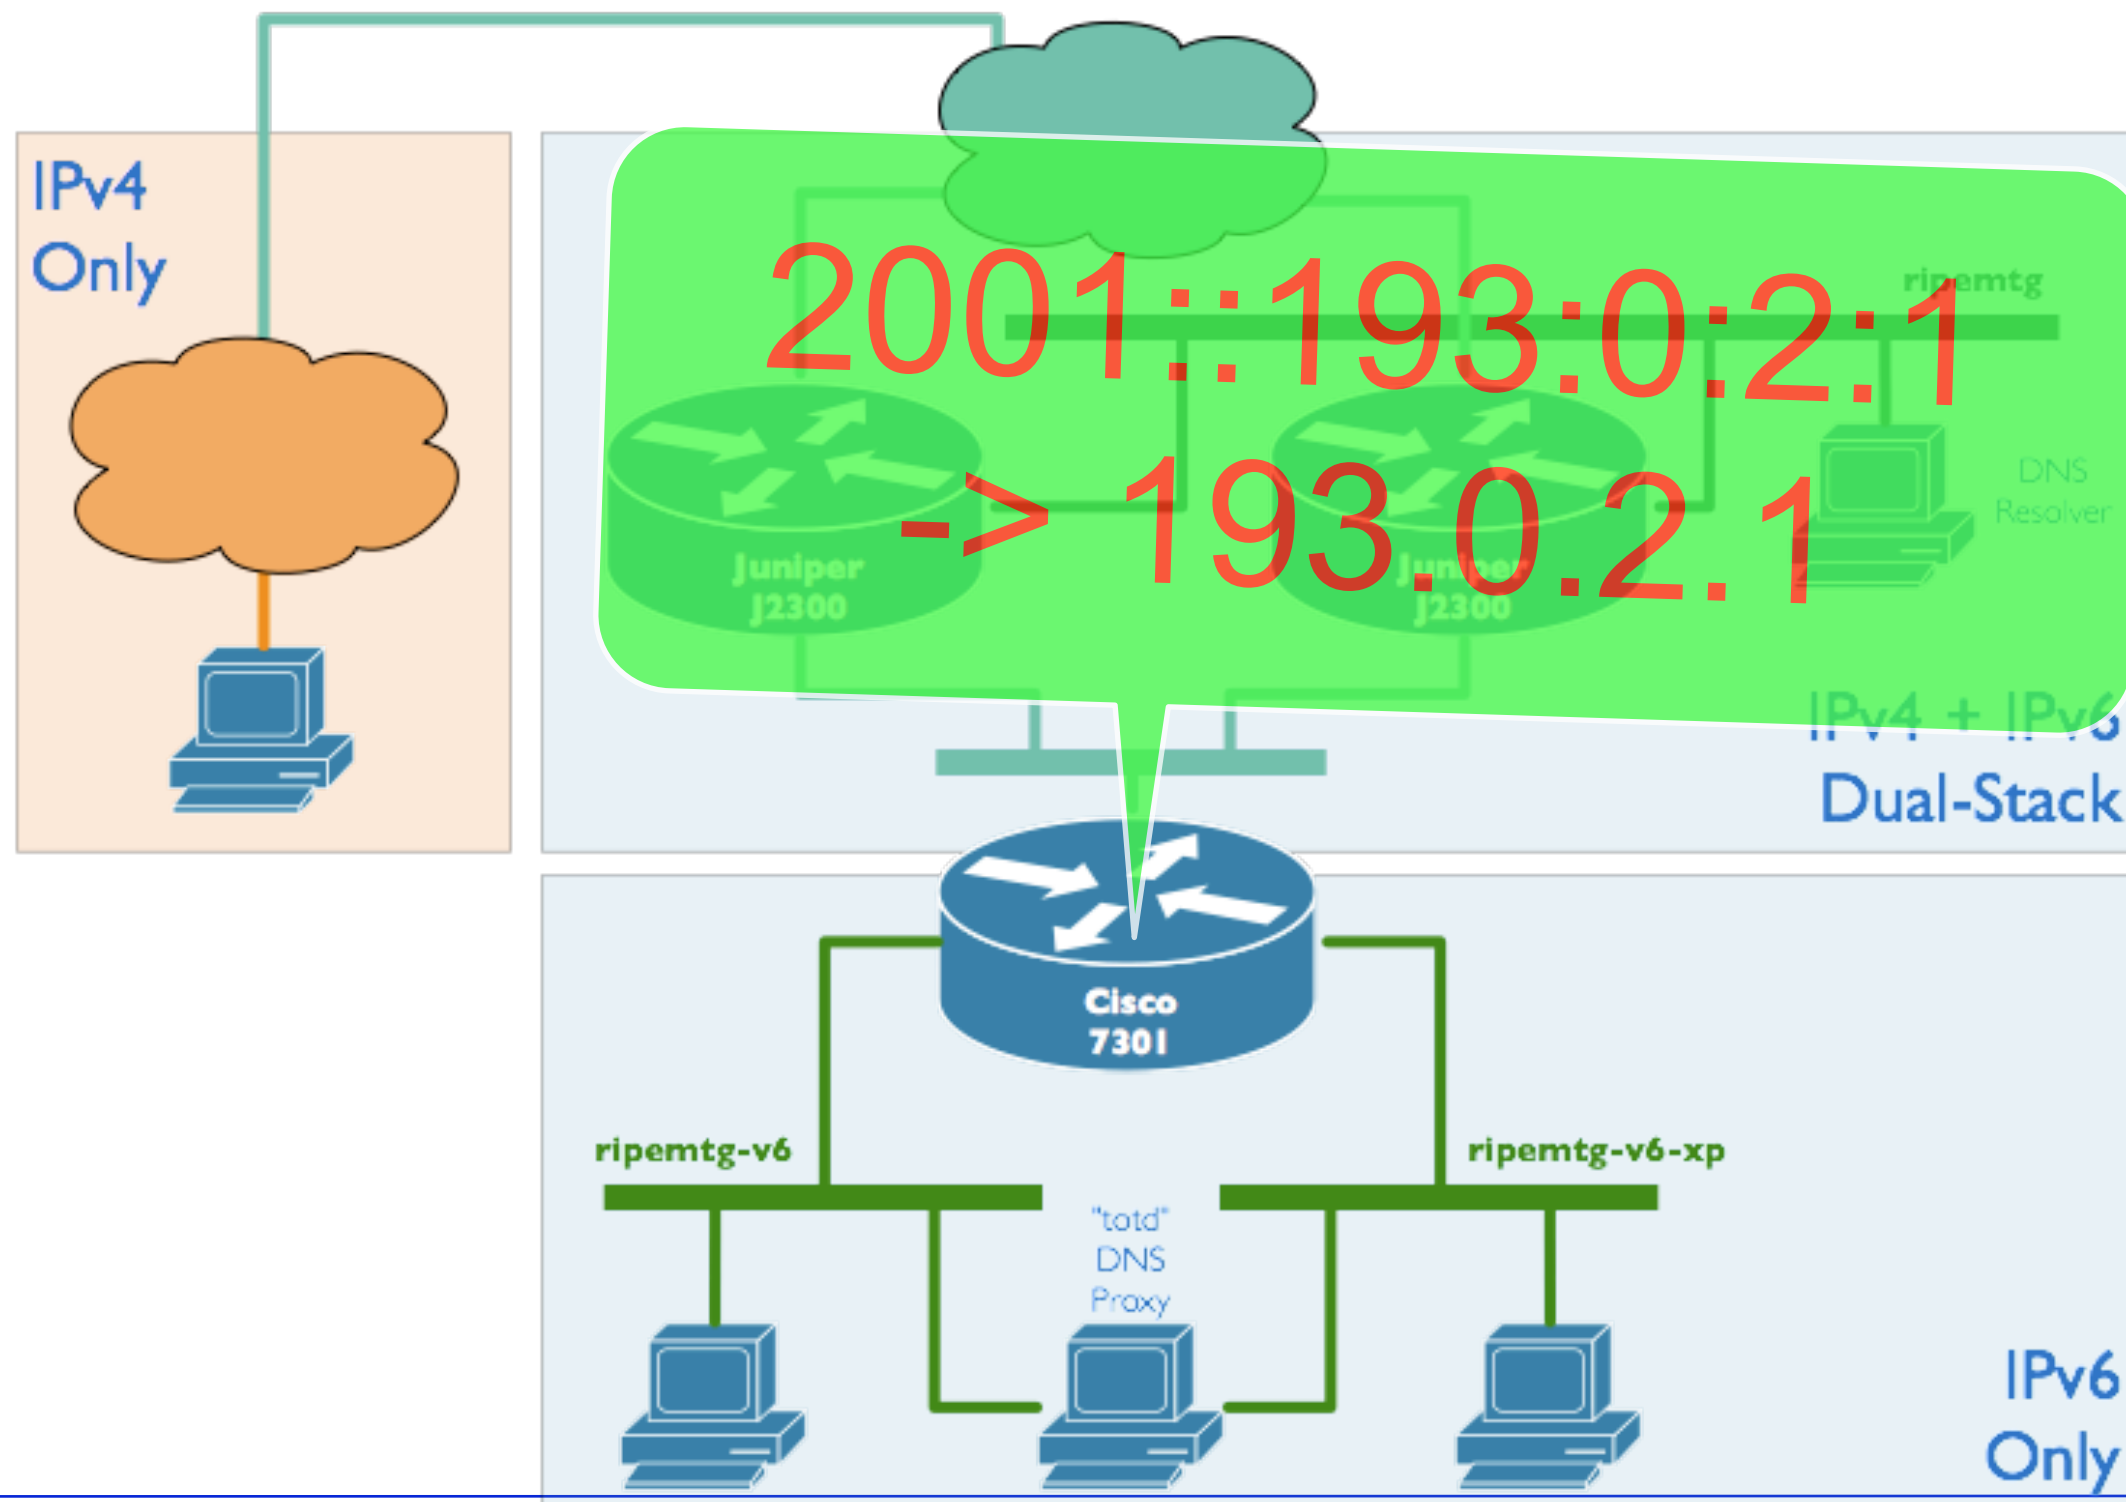 IPv4
Only
2001::193:0:2:1
-> 193.0.2.1
ripemtg
DNS
Resolver
Juniper
J2300
Juniper
J2300
IPv4 + IPv6
Dual-Stack
Cisco
7301
ripemtg-v6
ripemtg-v6-xp
"totd"
DNS
Proxy
IPv6
Only